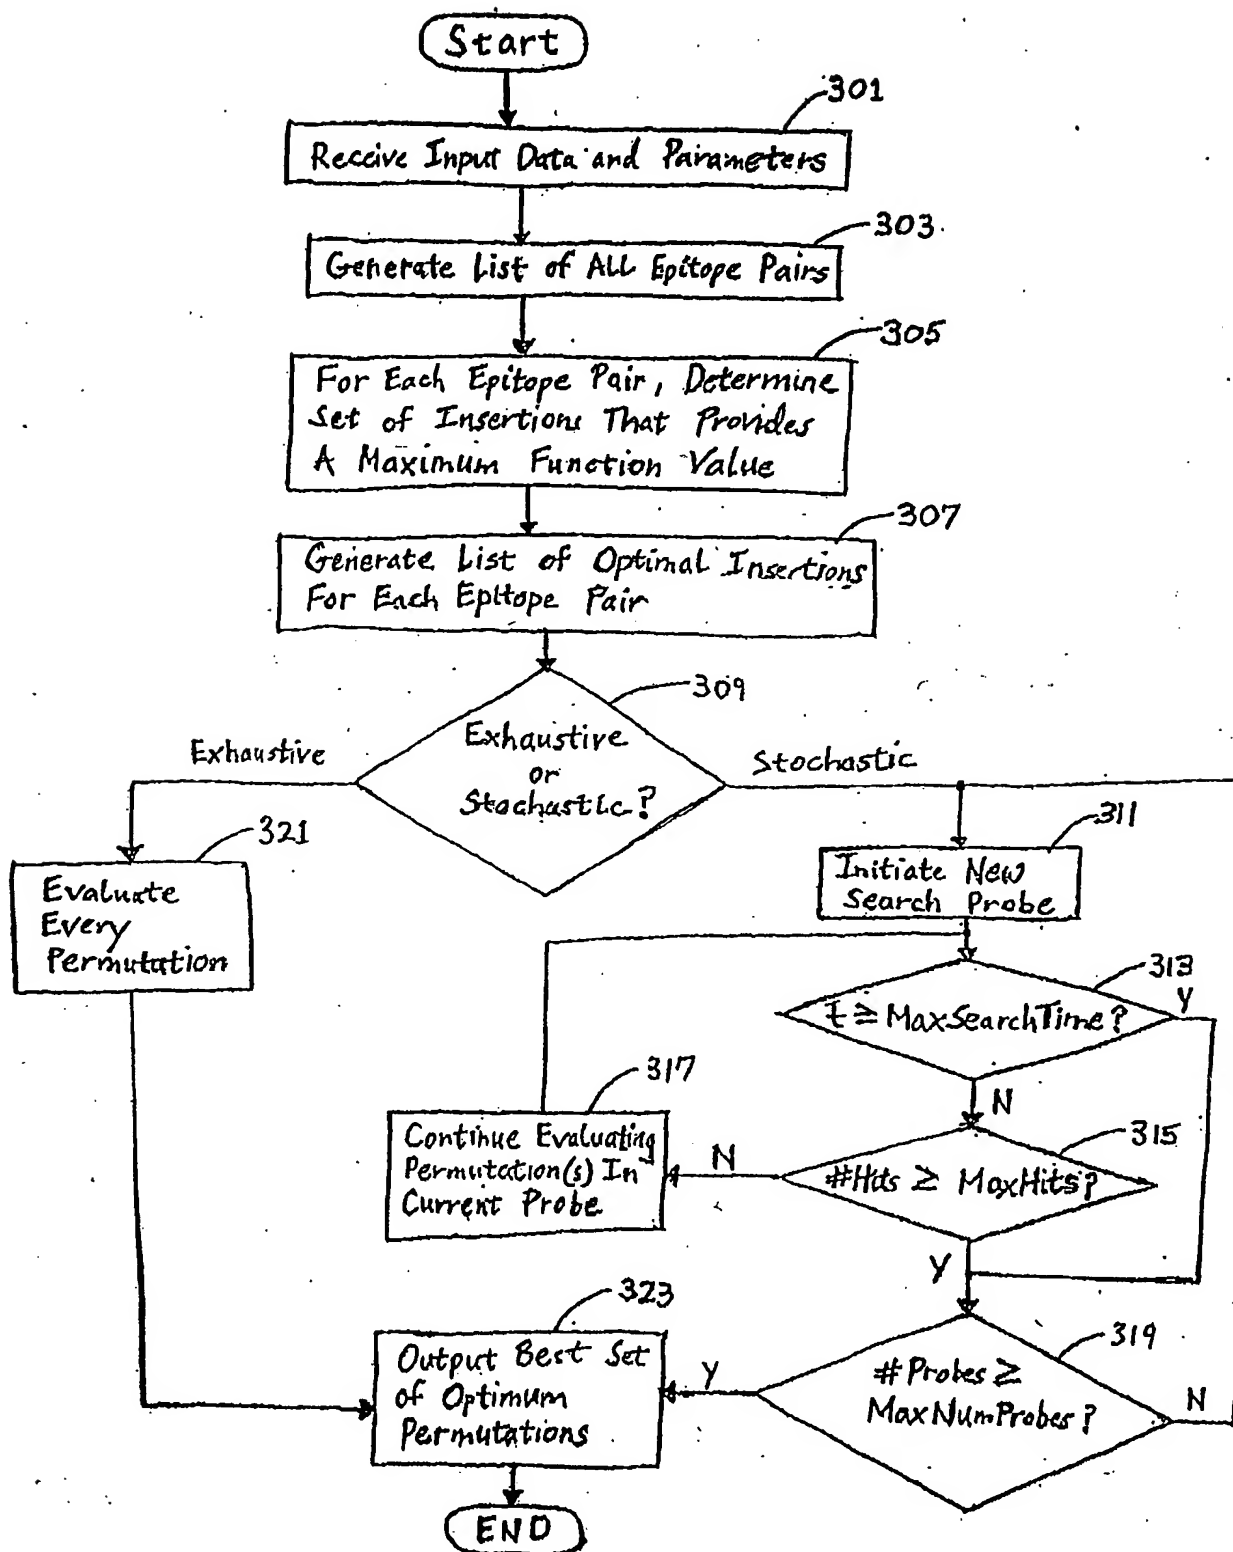 Start
301
Receive Input Data and Parameters
303
Generate List of ALL Epitope Pairs
305
For Each Epitope Pair, Determine
Set of Insertions That Provides
A Maximum Function Value
307
Generate List of Optimal Insertions
For Each Epitope Pair
309
Exhaustive
or
Stochastic?
Exhaustive
Stochastic
321
Evaluate
Every
Permutation
311
Initiate New
Search Probe
313
t ≥ MaxSearchTime?
Y
N
315
#Hits ≥ MaxHits?
N
317
Continue Evaluating
Permutation(s) In
Current Probe
Y
319
#Probes ≥
MaxNumProbes?
Y
N
323
Output Best Set
of Optimum
Permutations
END